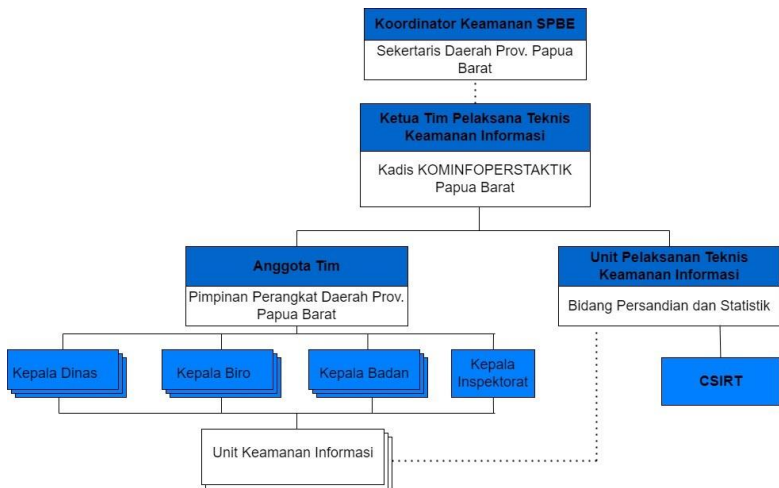 Koordinator Keamanan SPBE
Sekertaris Daerah Prov. Papua
Barat
Ketua Tim Pelaksana Teknis
Keamanan Informasi
Kadis KOMINFOPERSTAKTIK
Papua Barat
Anggota Tim
Pimpinan Perangkat Daerah Prov.
Papua Barat
Unit Pelaksanan Teknis
Keamanan Informasi
Bidang Persandian dan Statistik
Kepala Dinas
Kepala Biro
Kepala Badan
Kepala
Inspektorat
CSIRT
Unit Keamanan Informasi